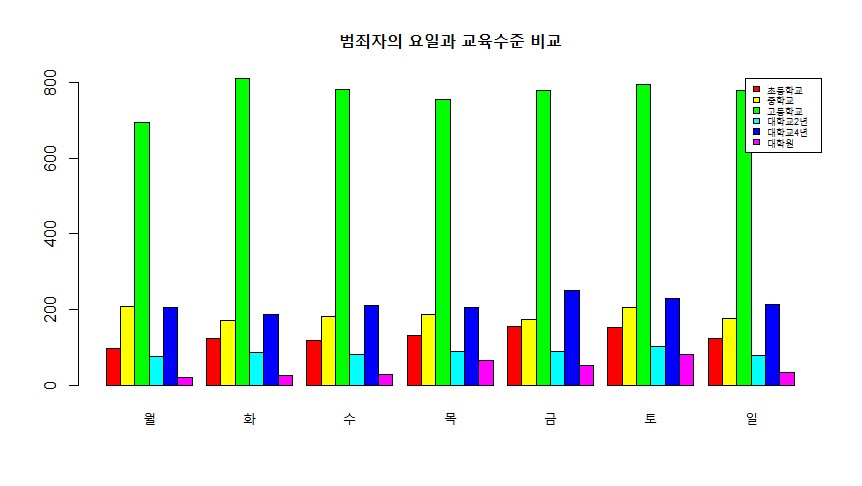 범죄자의 요일과 교육수준 비교
800
600
400
200
0
초등학교
중학교
고등학교
대학교2년
대학교4년
대학원
월 화 수 목 금 토 일